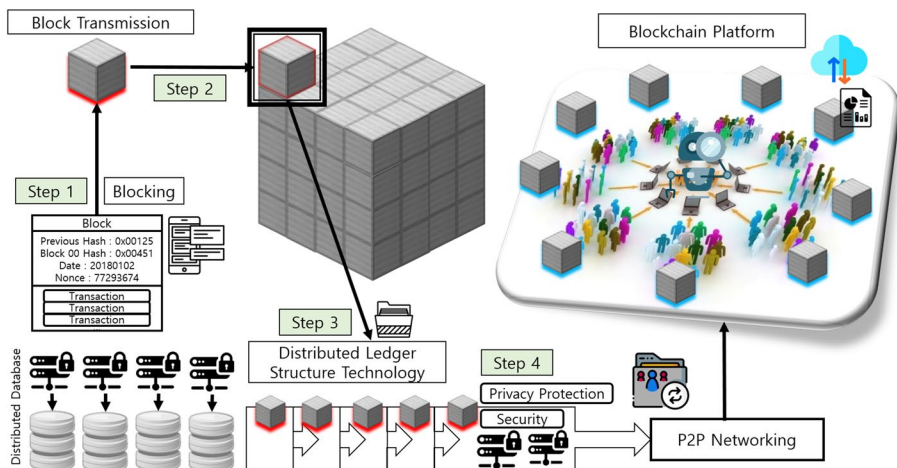 Block Transmission
Blockchain Platform
Step 2
Step 1
Blocking
Block
Previous Hash : 0x00125
Block 00 Hash : 0x00451
Date : 20180102
Nonce : 77293674
Transaction
Transaction
Transaction
Step 3
Distributed Ledger
Structure Technology
Step 4
Privacy Protection
Security
P2P Networking
Distributed Database